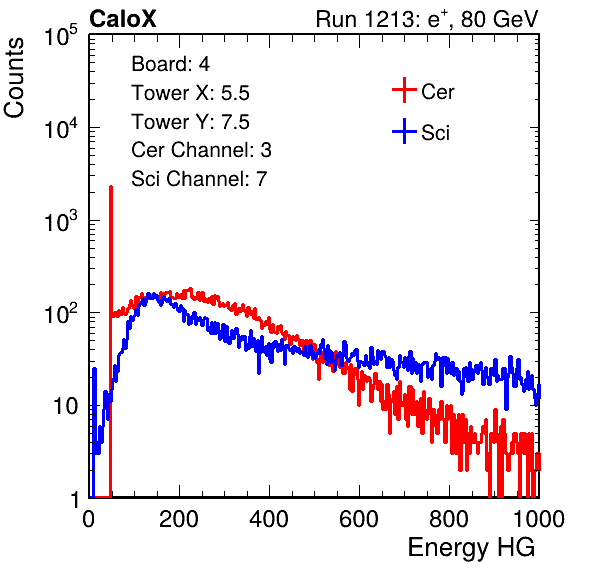 CaloX
Run 1213: e⁺, 80 GeV
Counts
10⁵
10⁴
10³
10²
10
1
Board: 4
Tower X: 5.5
Tower Y: 7.5
Cer Channel: 3
Sci Channel: 7
Cer
Sci
0 200 400 600 800 1000
Energy HG